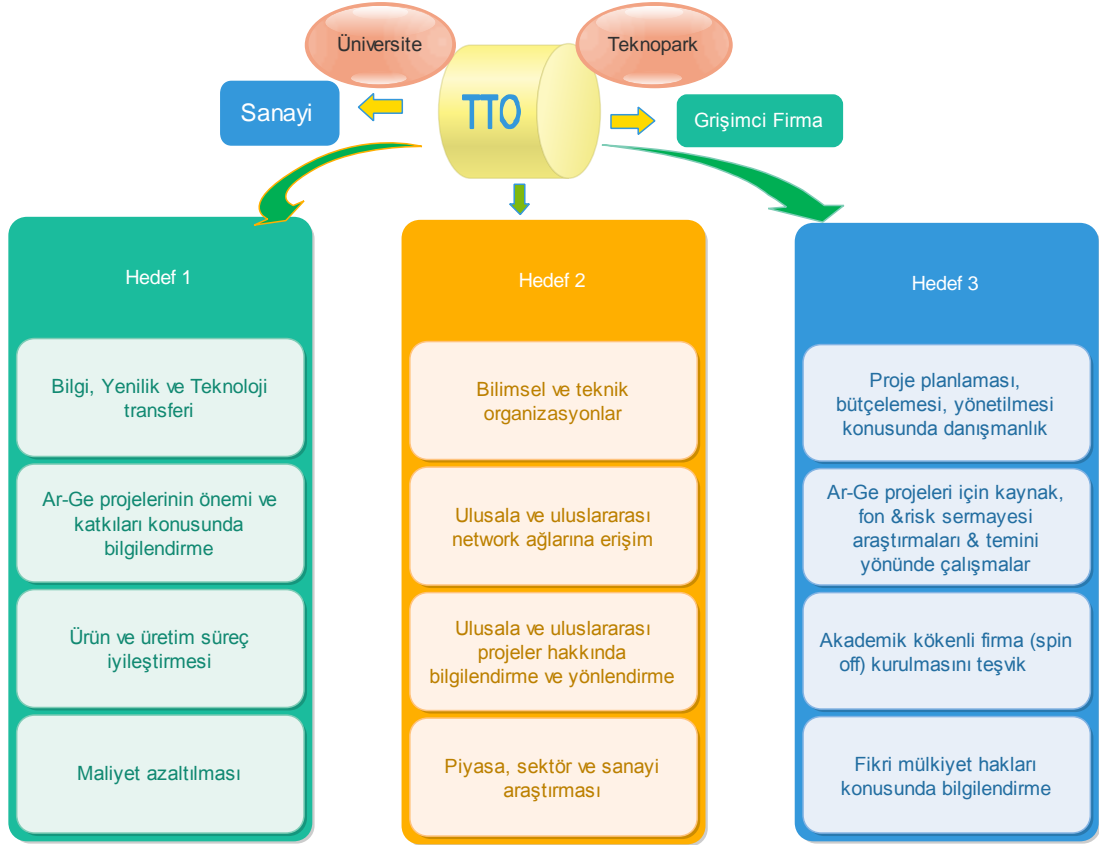 Üniversite
Teknopark
Sanayi
TTO
Grişimci Firma
Hedef 1
Bilgi, Yenilik ve Teknoloji
transferi
Ar-Ge projelerinin önemi ve
katkıları konusunda
bilgilendirme
Ürün ve üretim süreç
iyileştirmesi
Maliyet azaltılması
Hedef 2
Bilimsel ve teknik
organizasyonlar
Ulusala ve uluslararası
network ağlarına erişim
Ulusala ve uluslararası
projeler hakkında
bilgilendirme ve yönlendirme
Piyasa, sektör ve sanayi
araştırması
Hedef 3
Proje planlaması,
bütçelemesi, yönetilmesi
konusunda danışmanlık
Ar-Ge projeleri için kaynak,
fon &risk sermayesi
araştırmaları & temini
yönünde çalışmalar
Akademik kökenli firma (spin
off) kurulmasını teşvik
Fikri mülkiyet hakları
konusunda bilgilendirme